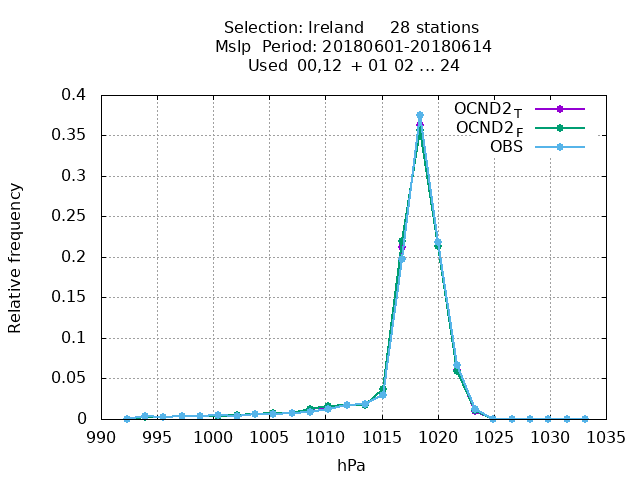 Selection: Ireland 28 stations
Mslp Period: 20180601-20180614
Used 00,12 + 01 02 ... 24
OCND2_T
OCND2_F
OBS
Relative frequency
0.4
0.35
0.3
0.25
0.2
0.15
0.1
0.05
0
990 995 1000 1005 1010 1015 1020 1025 1030 1035
hPa